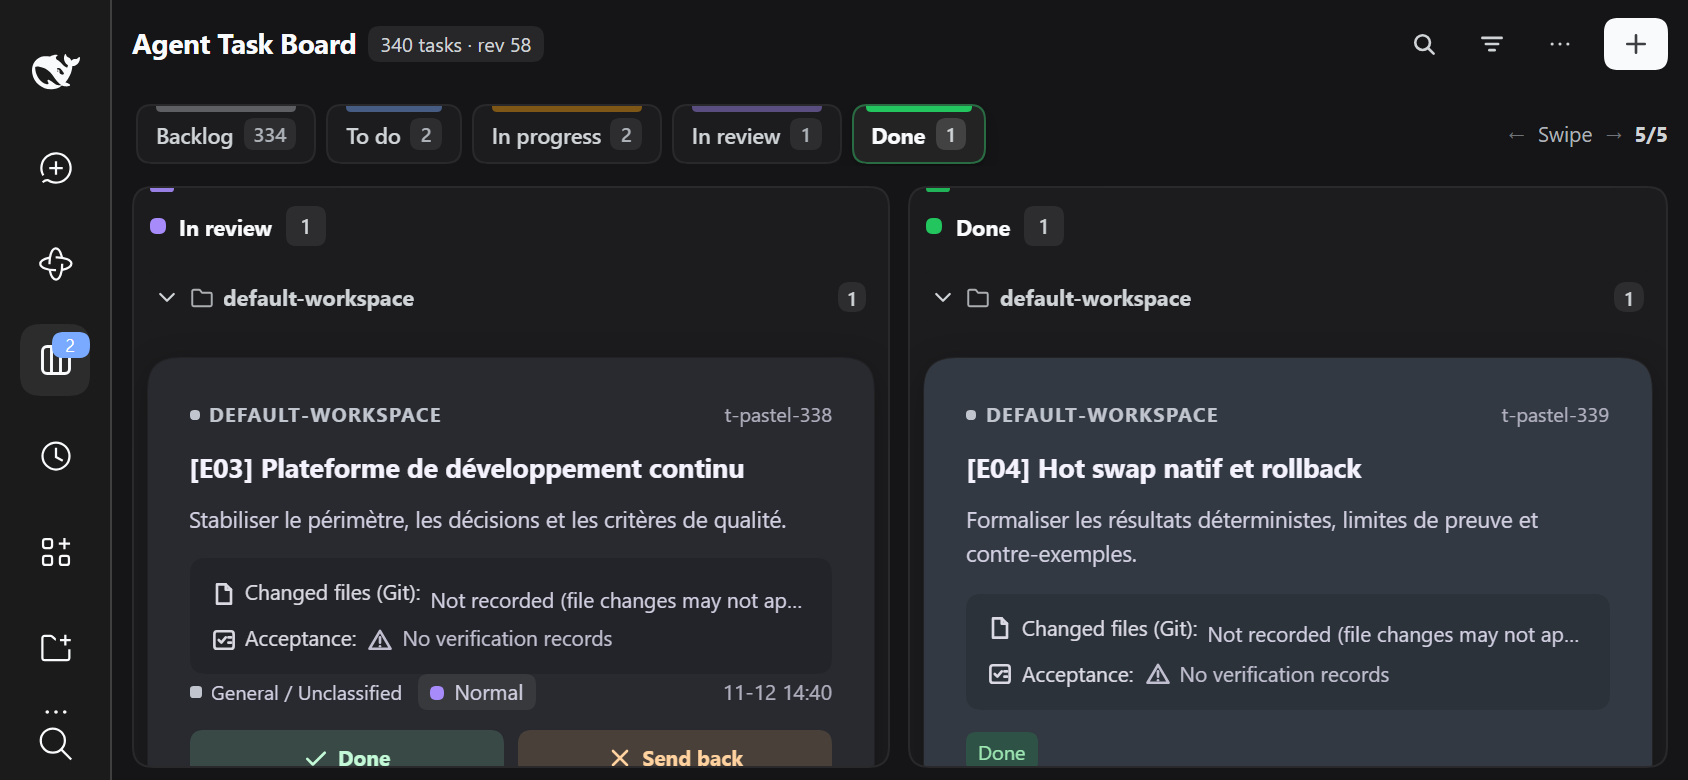 Agent Task Board
340 tasks · rev 58
Backlog 334
To do 2
In progress 2
In review 1
Done 1
← Swipe → 5/5
2
In review 1
default-workspace 1
DEFAULT-WORKSPACE t-pastel-338
[E03] Plateforme de développement continu
Stabiliser le périmètre, les décisions et les critères de qualité.
Changed files (Git): Not recorded (file changes may not ap...
Acceptance: No verification records
General / Unclassified Normal 11-12 14:40
Done Send back
Done 1
default-workspace 1
DEFAULT-WORKSPACE t-pastel-339
[E04] Hot swap natif et rollback
Formaliser les résultats déterministes, limites de preuve et
contre-exemples.
Changed files (Git): Not recorded (file changes may not ap...
Acceptance: No verification records
Done